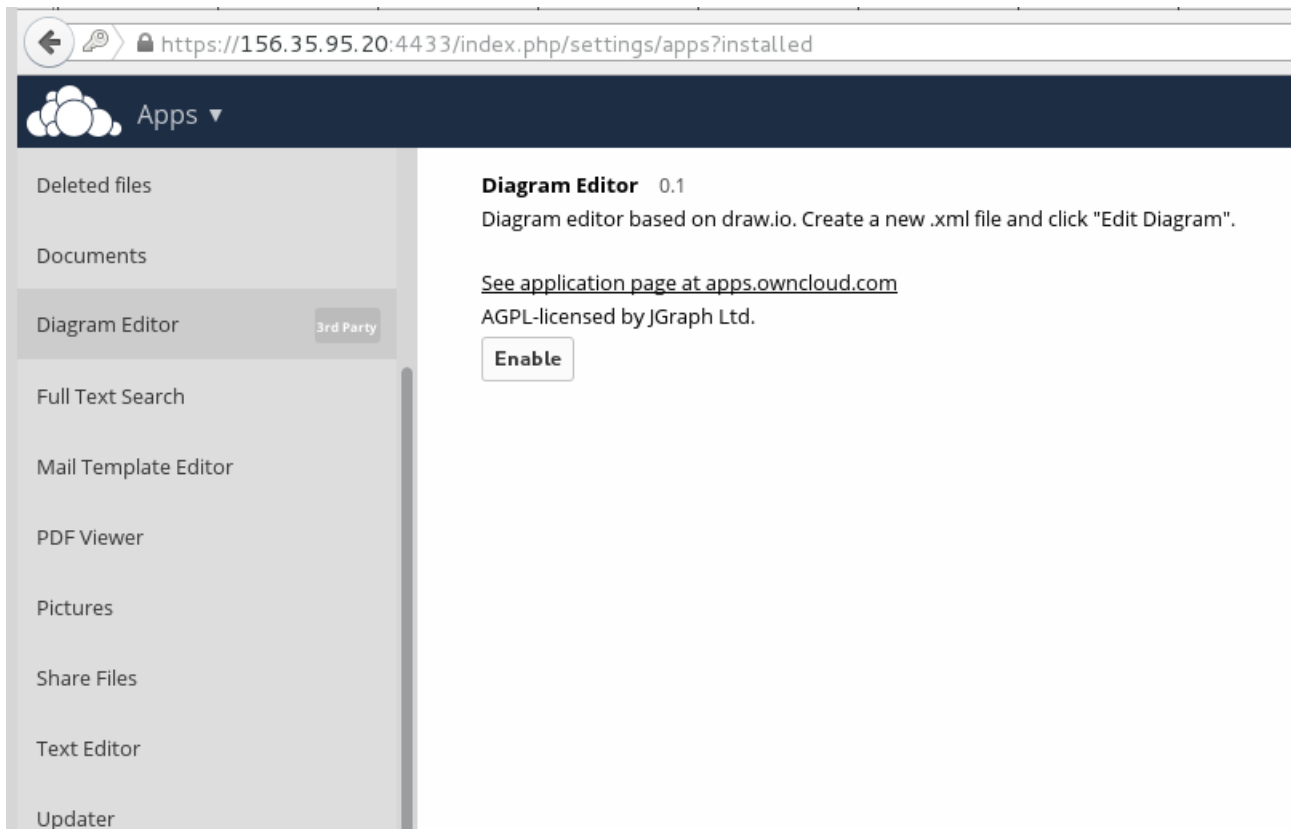 https://156.35.95.20:4433/index.php/settings/apps?installed
Apps ▼
Deleted files
Documents
Diagram Editor 3rd Party
Full Text Search
Mail Template Editor
PDF Viewer
Pictures
Share Files
Text Editor
Updater
Diagram Editor 0.1
Diagram editor based on draw.io. Create a new .xml file and click "Edit Diagram".
See application page at apps.owncloud.com
AGPL-licensed by JGraph Ltd.
Enable